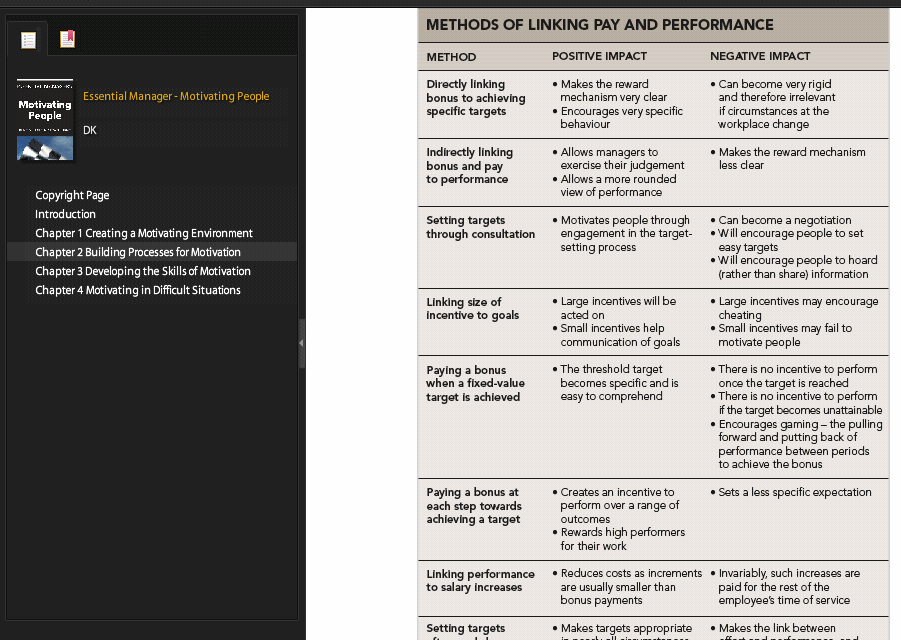 Motivating
People
Essential Manager - Motivating People
DK
Copyright Page
Introduction
Chapter 1 Creating a Motivating Environment
Chapter 2 Building Processes for Motivation
Chapter 3 Developing the Skills of Motivation
Chapter 4 Motivating in Difficult Situations
METHODS OF LINKING PAY AND PERFORMANCE
METHOD POSITIVE IMPACT NEGATIVE IMPACT
Directly linking
bonus to achieving
specific targets
• Makes the reward
mechanism very clear
• Encourages very specific
behaviour
• Can become very rigid
and therefore irrelevant
if circumstances at the
workplace change
Indirectly linking
bonus and pay
to performance
• Allows managers to
exercise their judgement
• Allows a more rounded
view of performance
• Makes the reward mechanism
less clear
Setting targets
through consultation
• Motivates people through
engagement in the target-
setting process
• Can become a negotiation
• Will encourage people to set
easy targets
• Will encourage people to hoard
(rather than share) information
Linking size of
incentive to goals
• Large incentives will be
acted on
• Small incentives help
communication of goals
• Large incentives may encourage
cheating
• Small incentives may fail to
motivate people
Paying a bonus
when a fixed-value
target is achieved
• The threshold target
becomes specific and is
easy to comprehend
• There is no incentive to perform
once the target is reached
• There is no incentive to perform
if the target becomes unattainable
• Encourages gaming – the pulling
forward and putting back of
performance between periods
to achieve the bonus
Paying a bonus at
each step towards
achieving a target
• Creates an incentive to
perform over a range of
outcomes
• Rewards high performers
for their work
• Sets a less specific expectation
Linking performance
to salary increases
• Reduces costs as increments
are usually smaller than
bonus payments
• Invariably, such increases are
paid for the rest of the
employee's time of service
Setting targets
• Makes targets appropriate
• Makes the link between